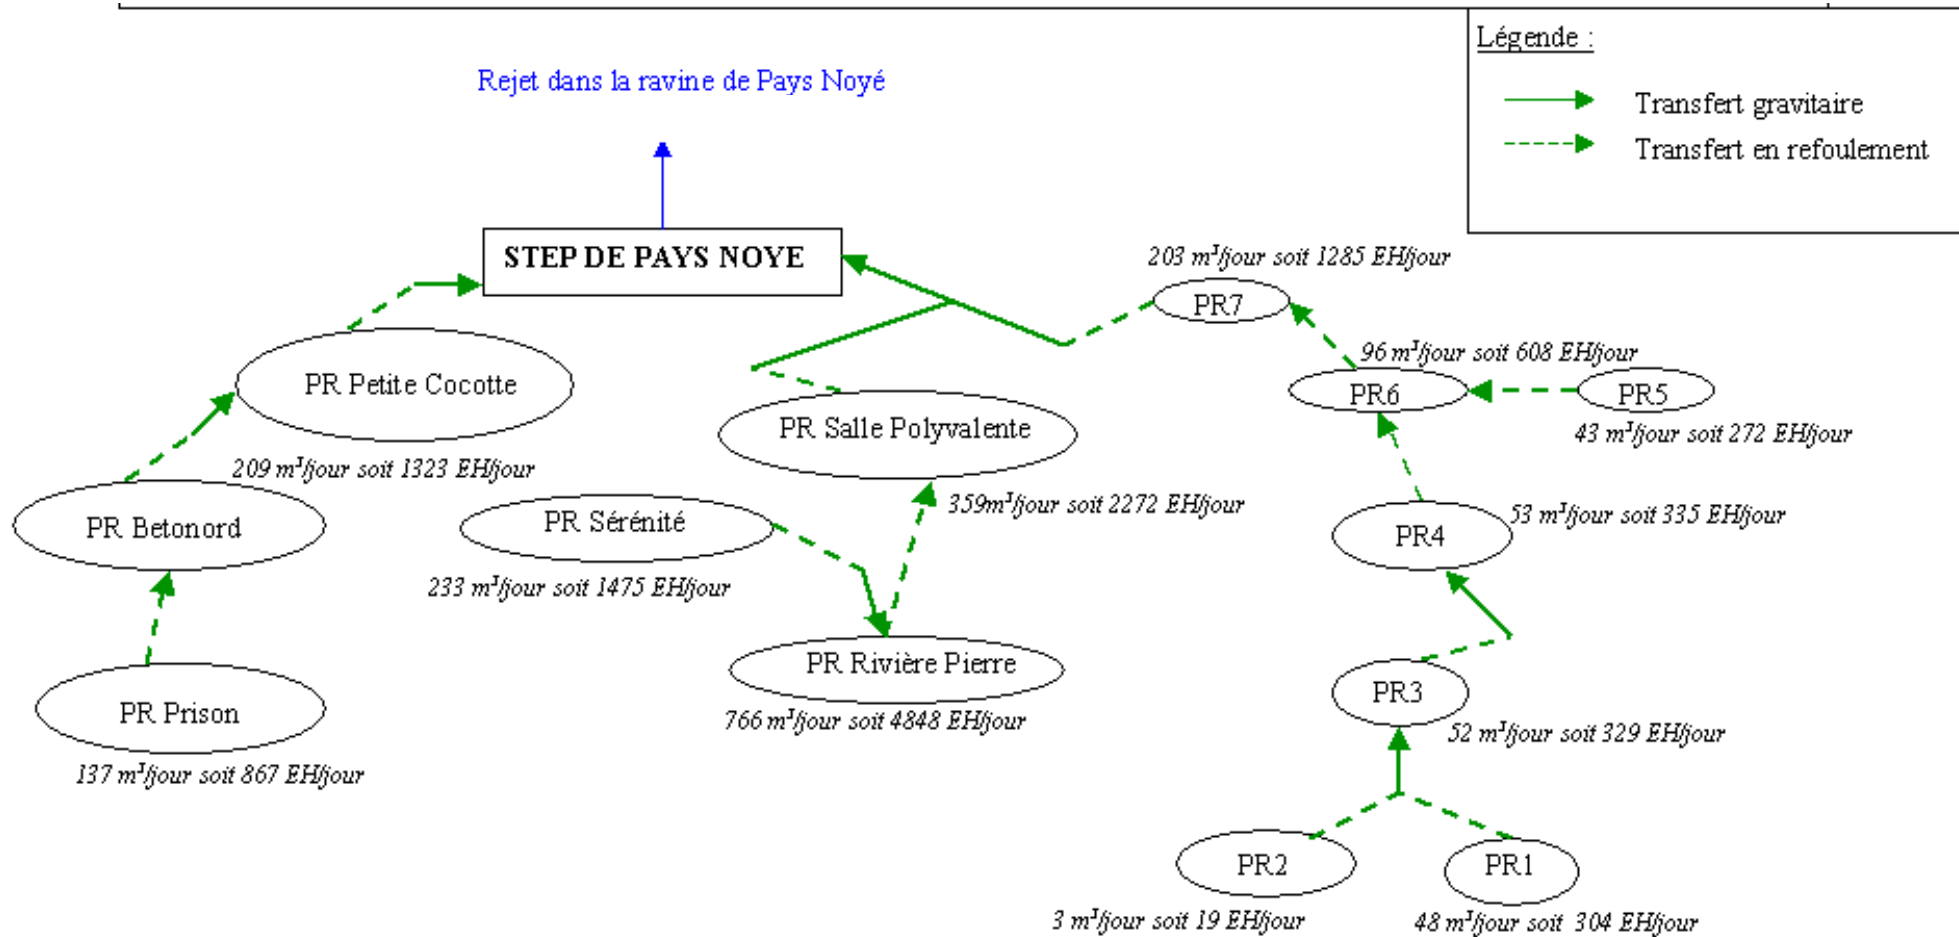 Légende :
Rejet dans la ravine de Pays Noyé
Transfert gravitaire
Transfert en refoulement
STEP DE PAYS NOYE
203 m³/jour soit 1285 EH/jour
PR7
96 m³/jour soit 608 EH/jour
PR Petite Cocotte
PR6
PR5
43 m³/jour soit 272 EH/jour
PR Salle Polyvalente
209 m³/jour soit 1323 EH/jour
359m³/jour soit 2272 EH/jour
PR Betonord
PR Sérénité
53 m³/jour soit 335 EH/jour
PR4
233 m³/jour soit 1475 EH/jour
PR Rivière Pierre
PR3
PR Prison
766 m³/jour soit 4848 EH/jour
52 m³/jour soit 329 EH/jour
137 m³/jour soit 867 EH/jour
PR2
PR1
3 m³/jour soit 19 EH/jour
48 m³/jour soit 304 EH/jour